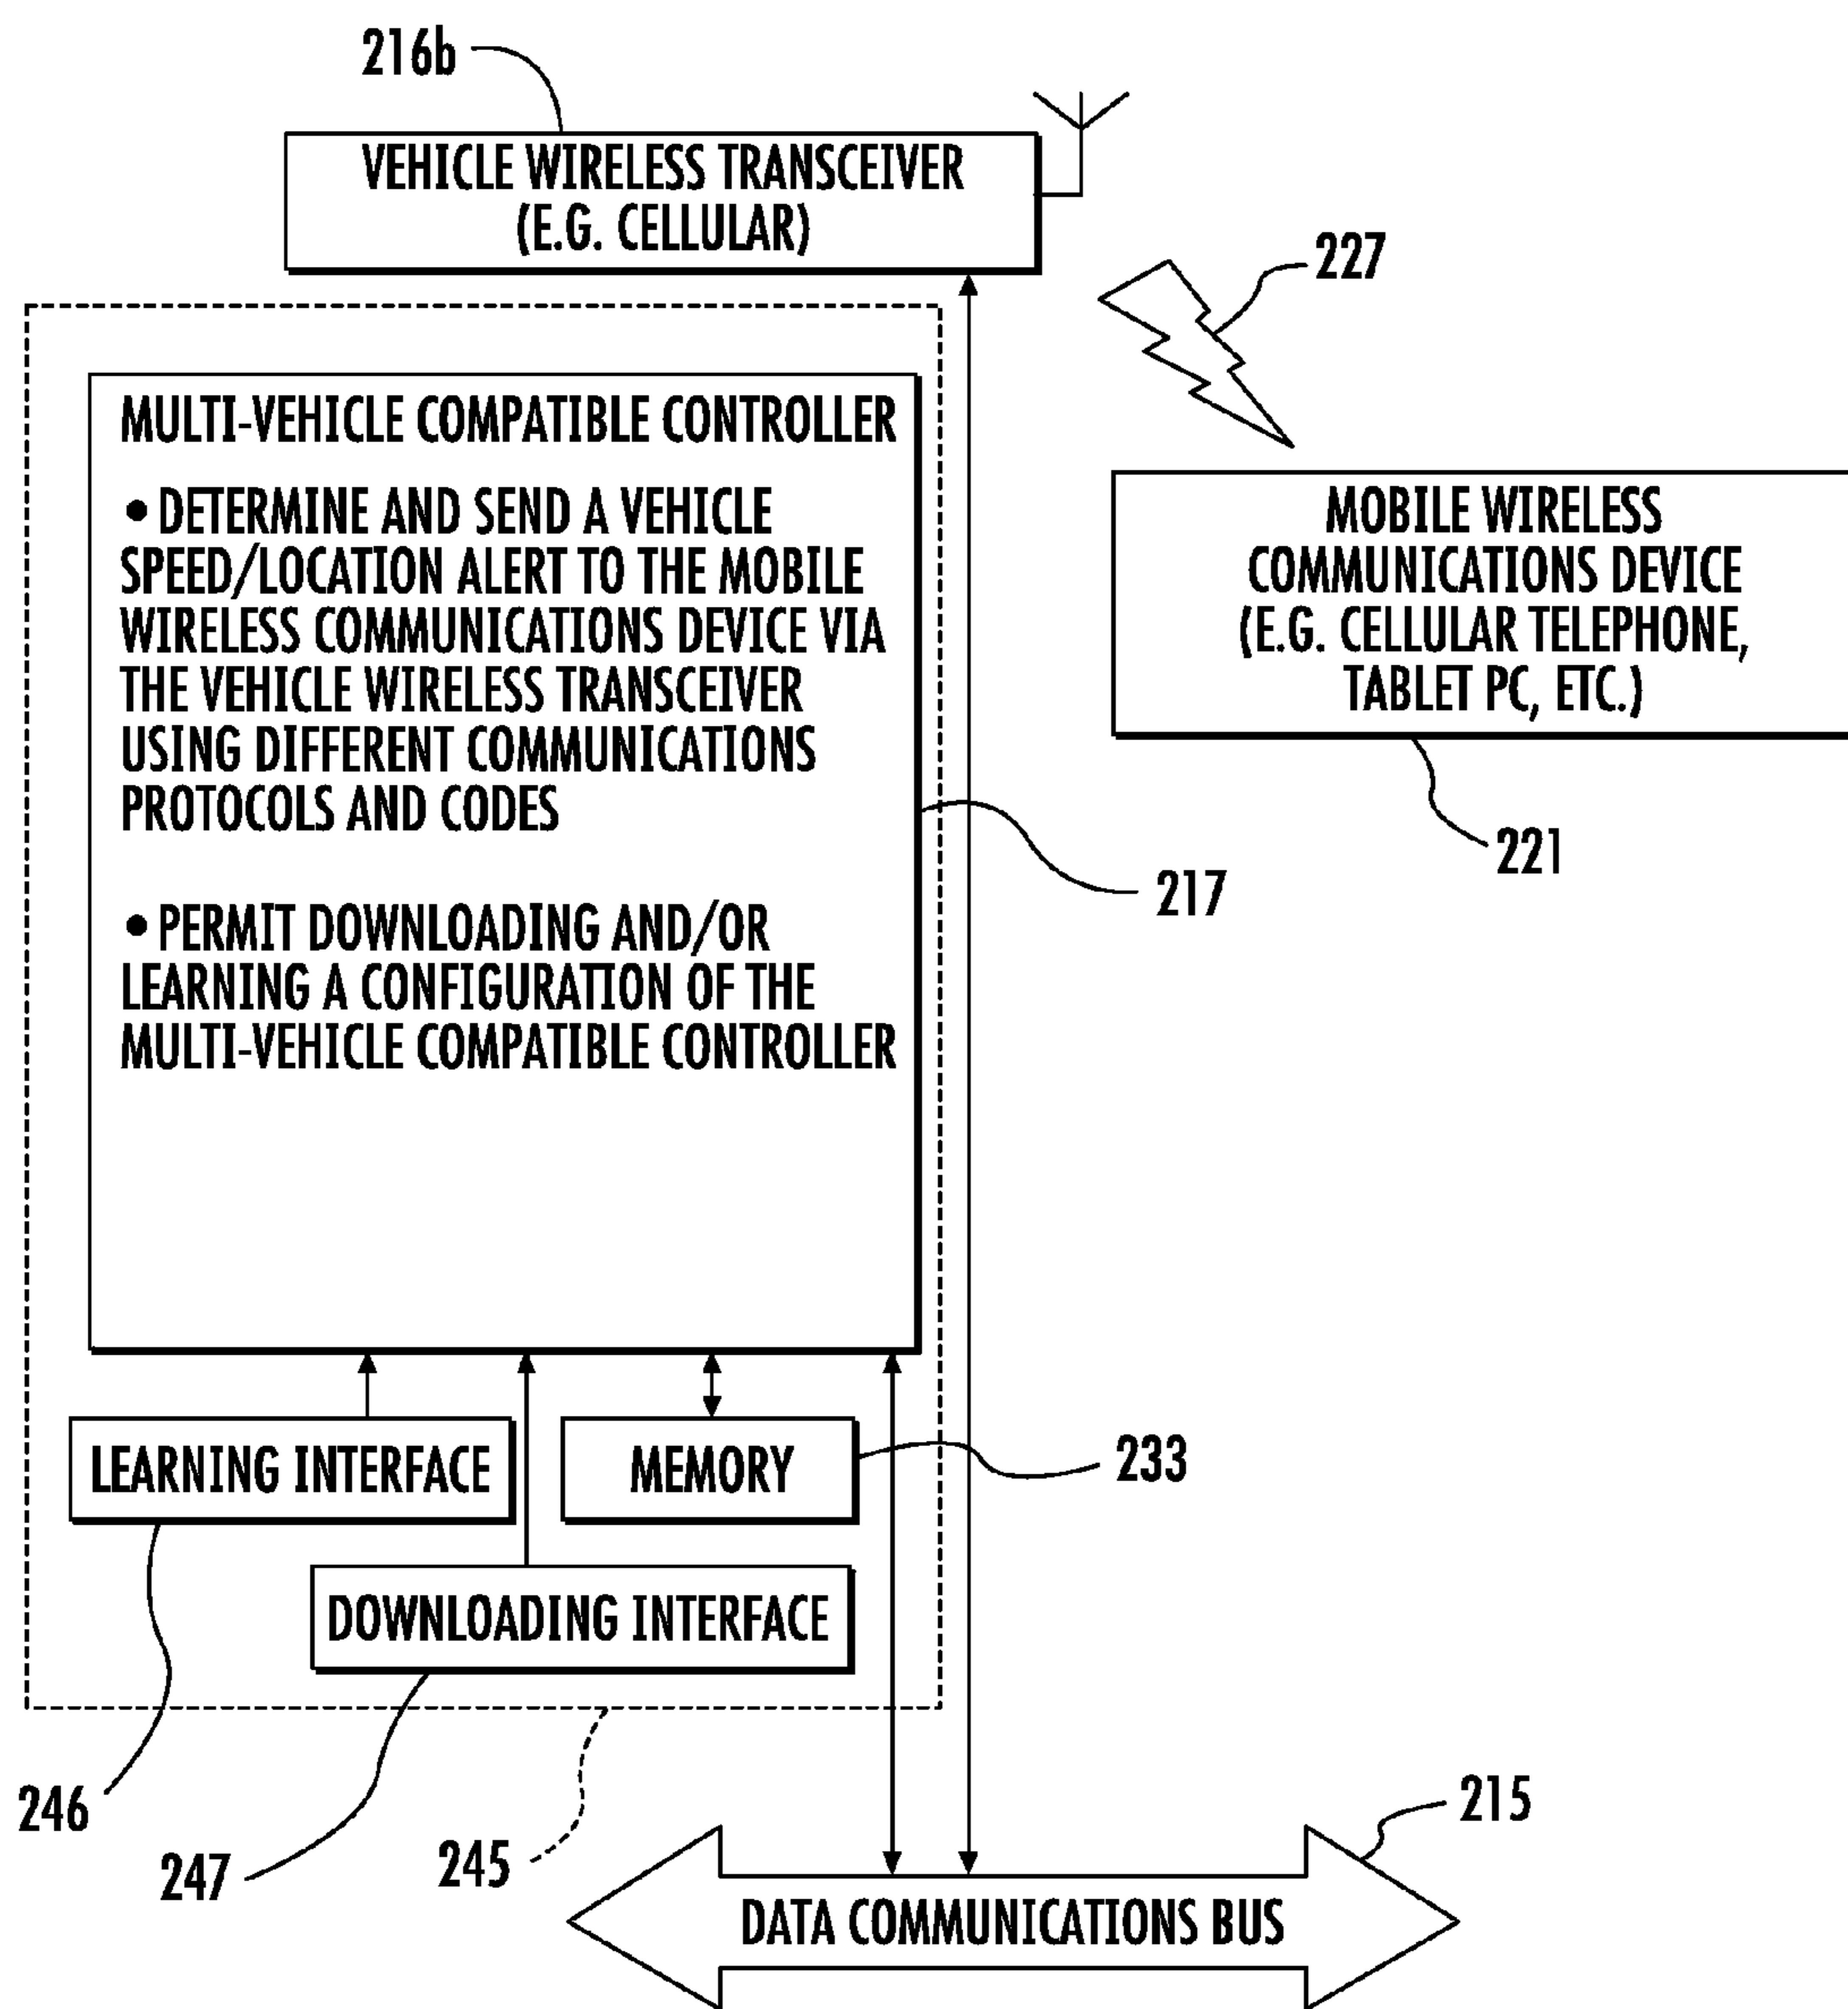 216b
VEHICLE WIRELESS TRANSCEIVER
(E.G. CELLULAR)
227
MULTI-VEHICLE COMPATIBLE CONTROLLER
• DETERMINE AND SEND A VEHICLE
SPEED/LOCATION ALERT TO THE MOBILE
WIRELESS COMMUNICATIONS DEVICE VIA
THE VEHICLE WIRELESS TRANSCEIVER
USING DIFFERENT COMMUNICATIONS
PROTOCOLS AND CODES
• PERMIT DOWNLOADING AND/OR
LEARNING A CONFIGURATION OF THE
MULTI-VEHICLE COMPATIBLE CONTROLLER
MOBILE WIRELESS
COMMUNICATIONS DEVICE
(E.G. CELLULAR TELEPHONE,
TABLET PC, ETC.)
221
217
LEARNING INTERFACE
MEMORY
233
DOWNLOADING INTERFACE
246
247
245
215
DATA COMMUNICATIONS BUS